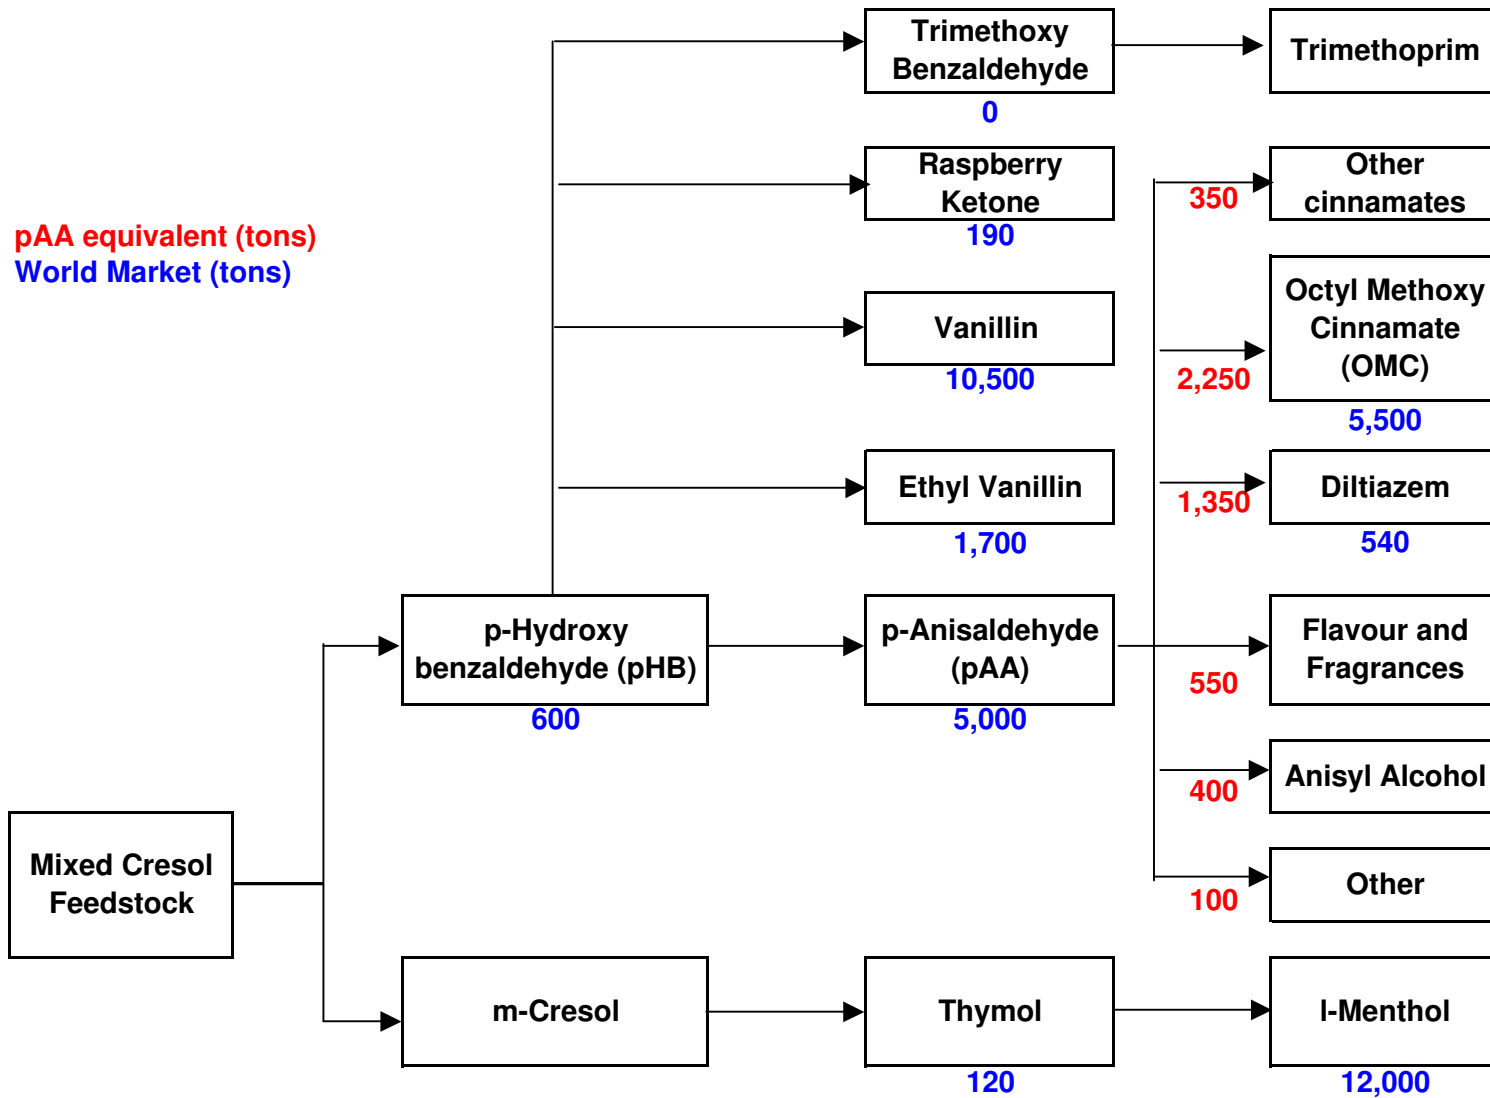 Trimethoxy
Benzaldehyde
0
Trimethoprim
Raspberry
Ketone
190
350
Other
cinnamates
pAA equivalent (tons)
World Market (tons)
Vanillin
10,500
2,250
Octyl Methoxy
Cinnamate
(OMC)
5,500
Ethyl Vanillin
1,700
1,350
Diltiazem
540
p-Hydroxy
benzaldehyde (pHB)
600
p-Anisaldehyde
(pAA)
5,000
550
Flavour and
Fragrances
400
Anisyl Alcohol
Mixed Cresol
Feedstock
100
Other
m-Cresol
Thymol
120
l-Menthol
12,000